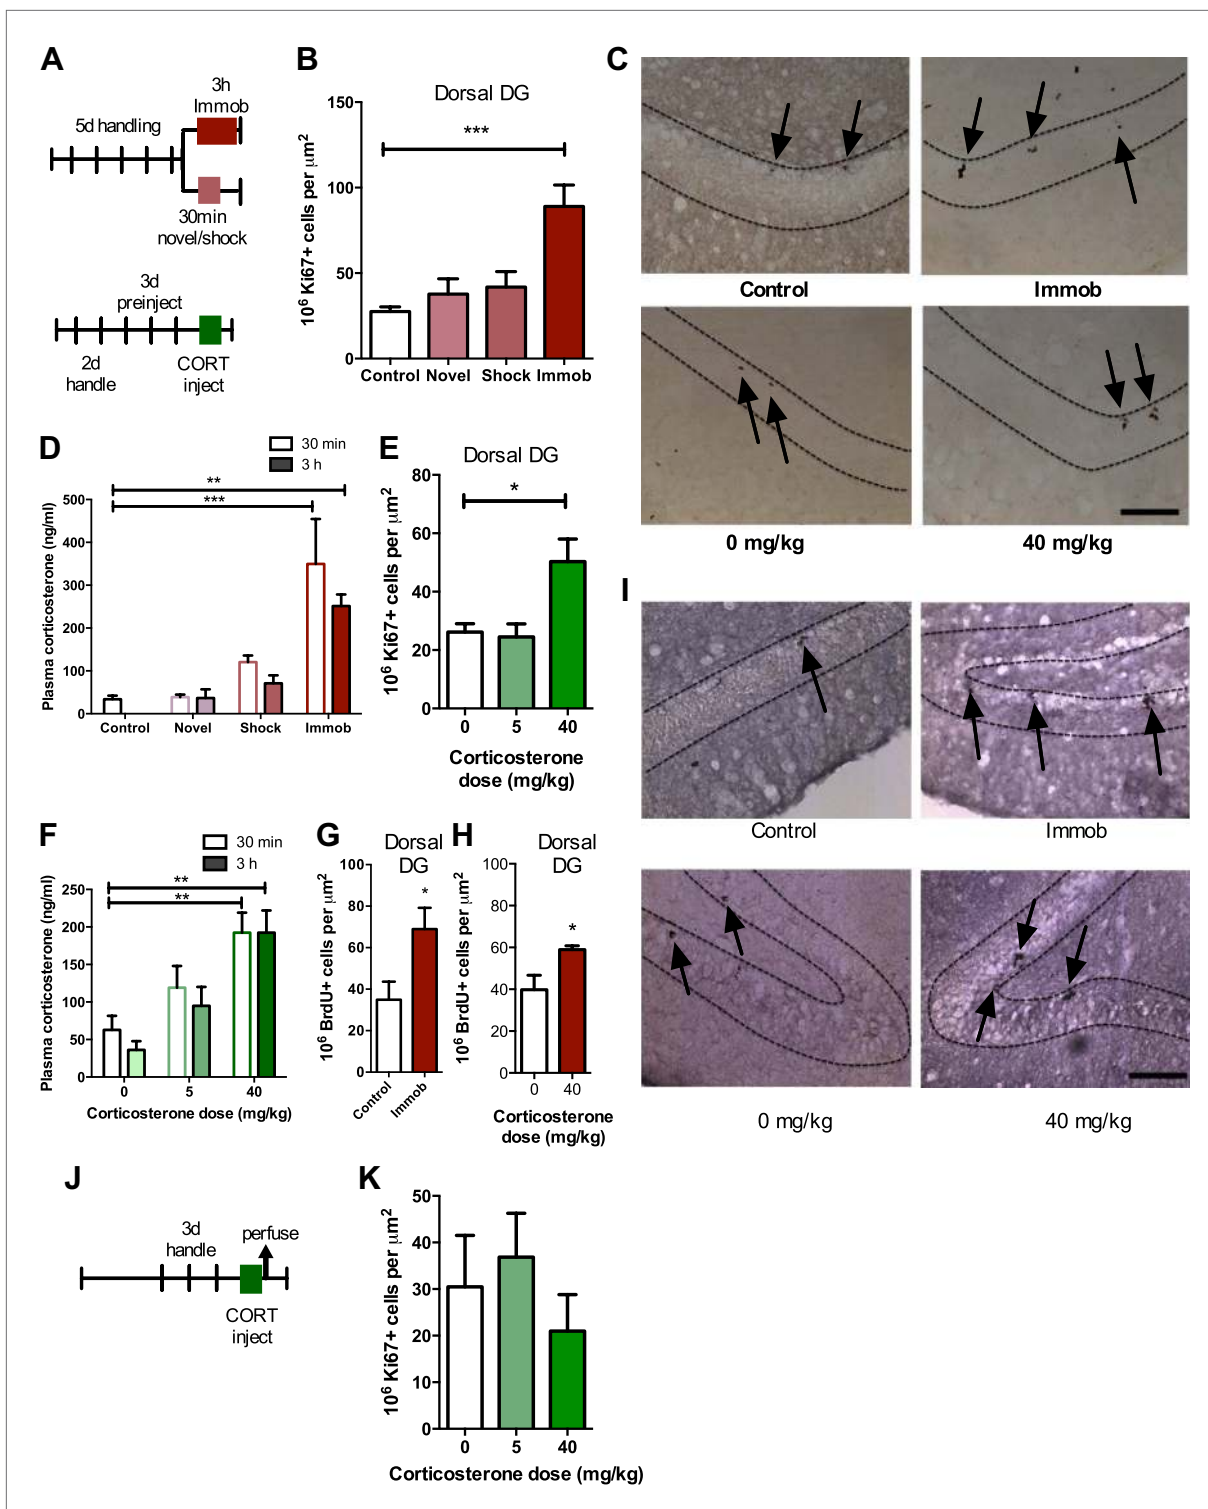 A
3h
Immob
5d handling
30min
novel/shock
3d
preinject
2d
handle
CORT
inject
B
Dorsal DG
***
10⁶ Ki67+ cells per μm²
150
100
50
0
Control Novel Shock Immob
C
Control
Immob
0 mg/kg
40 mg/kg
D
30 min
3 h
**
***
Plasma corticosterone (ng/ml)
500
400
300
200
100
0
Control Novel Shock Immob
E
Dorsal DG
*
10⁶ Ki67+ cells per μm²
80
60
40
20
0
0 5 40
Corticosterone
dose (mg/kg)
F
30 min
3 h
**
**
Plasma corticosterone (ng/ml)
250
200
150
100
50
0
0 5 40
Corticosterone dose (mg/kg)
G
Dorsal
DG
*
10⁶ BrdU+ cells per μm²
100
80
60
40
20
0
Control Immob
H
Dorsal
DG
*
10⁶ BrdU+ cells per μm²
100
80
60
40
20
0
0 40
Corticosterone
dose (mg/kg)
I
Control
Immob
0 mg/kg
40 mg/kg
J
3d
handle
perfuse
CORT
inject
K
10⁶ Ki67+ cells per μm²
50
40
30
20
10
0
0 5 40
Corticosterone dose (mg/kg)